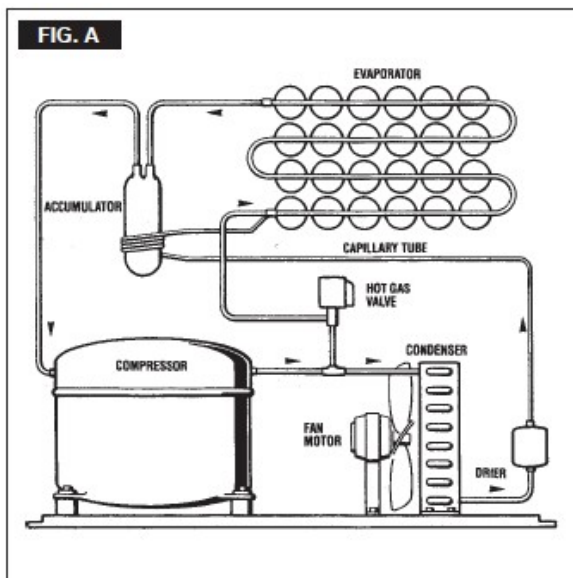 FIG. A
EVAPORATOR
ACCUMULATOR
CAPILLARY TUBE
HOT GAS
VALVE
COMPRESSOR
CONDENSER
FAN
MOTOR
DRIER